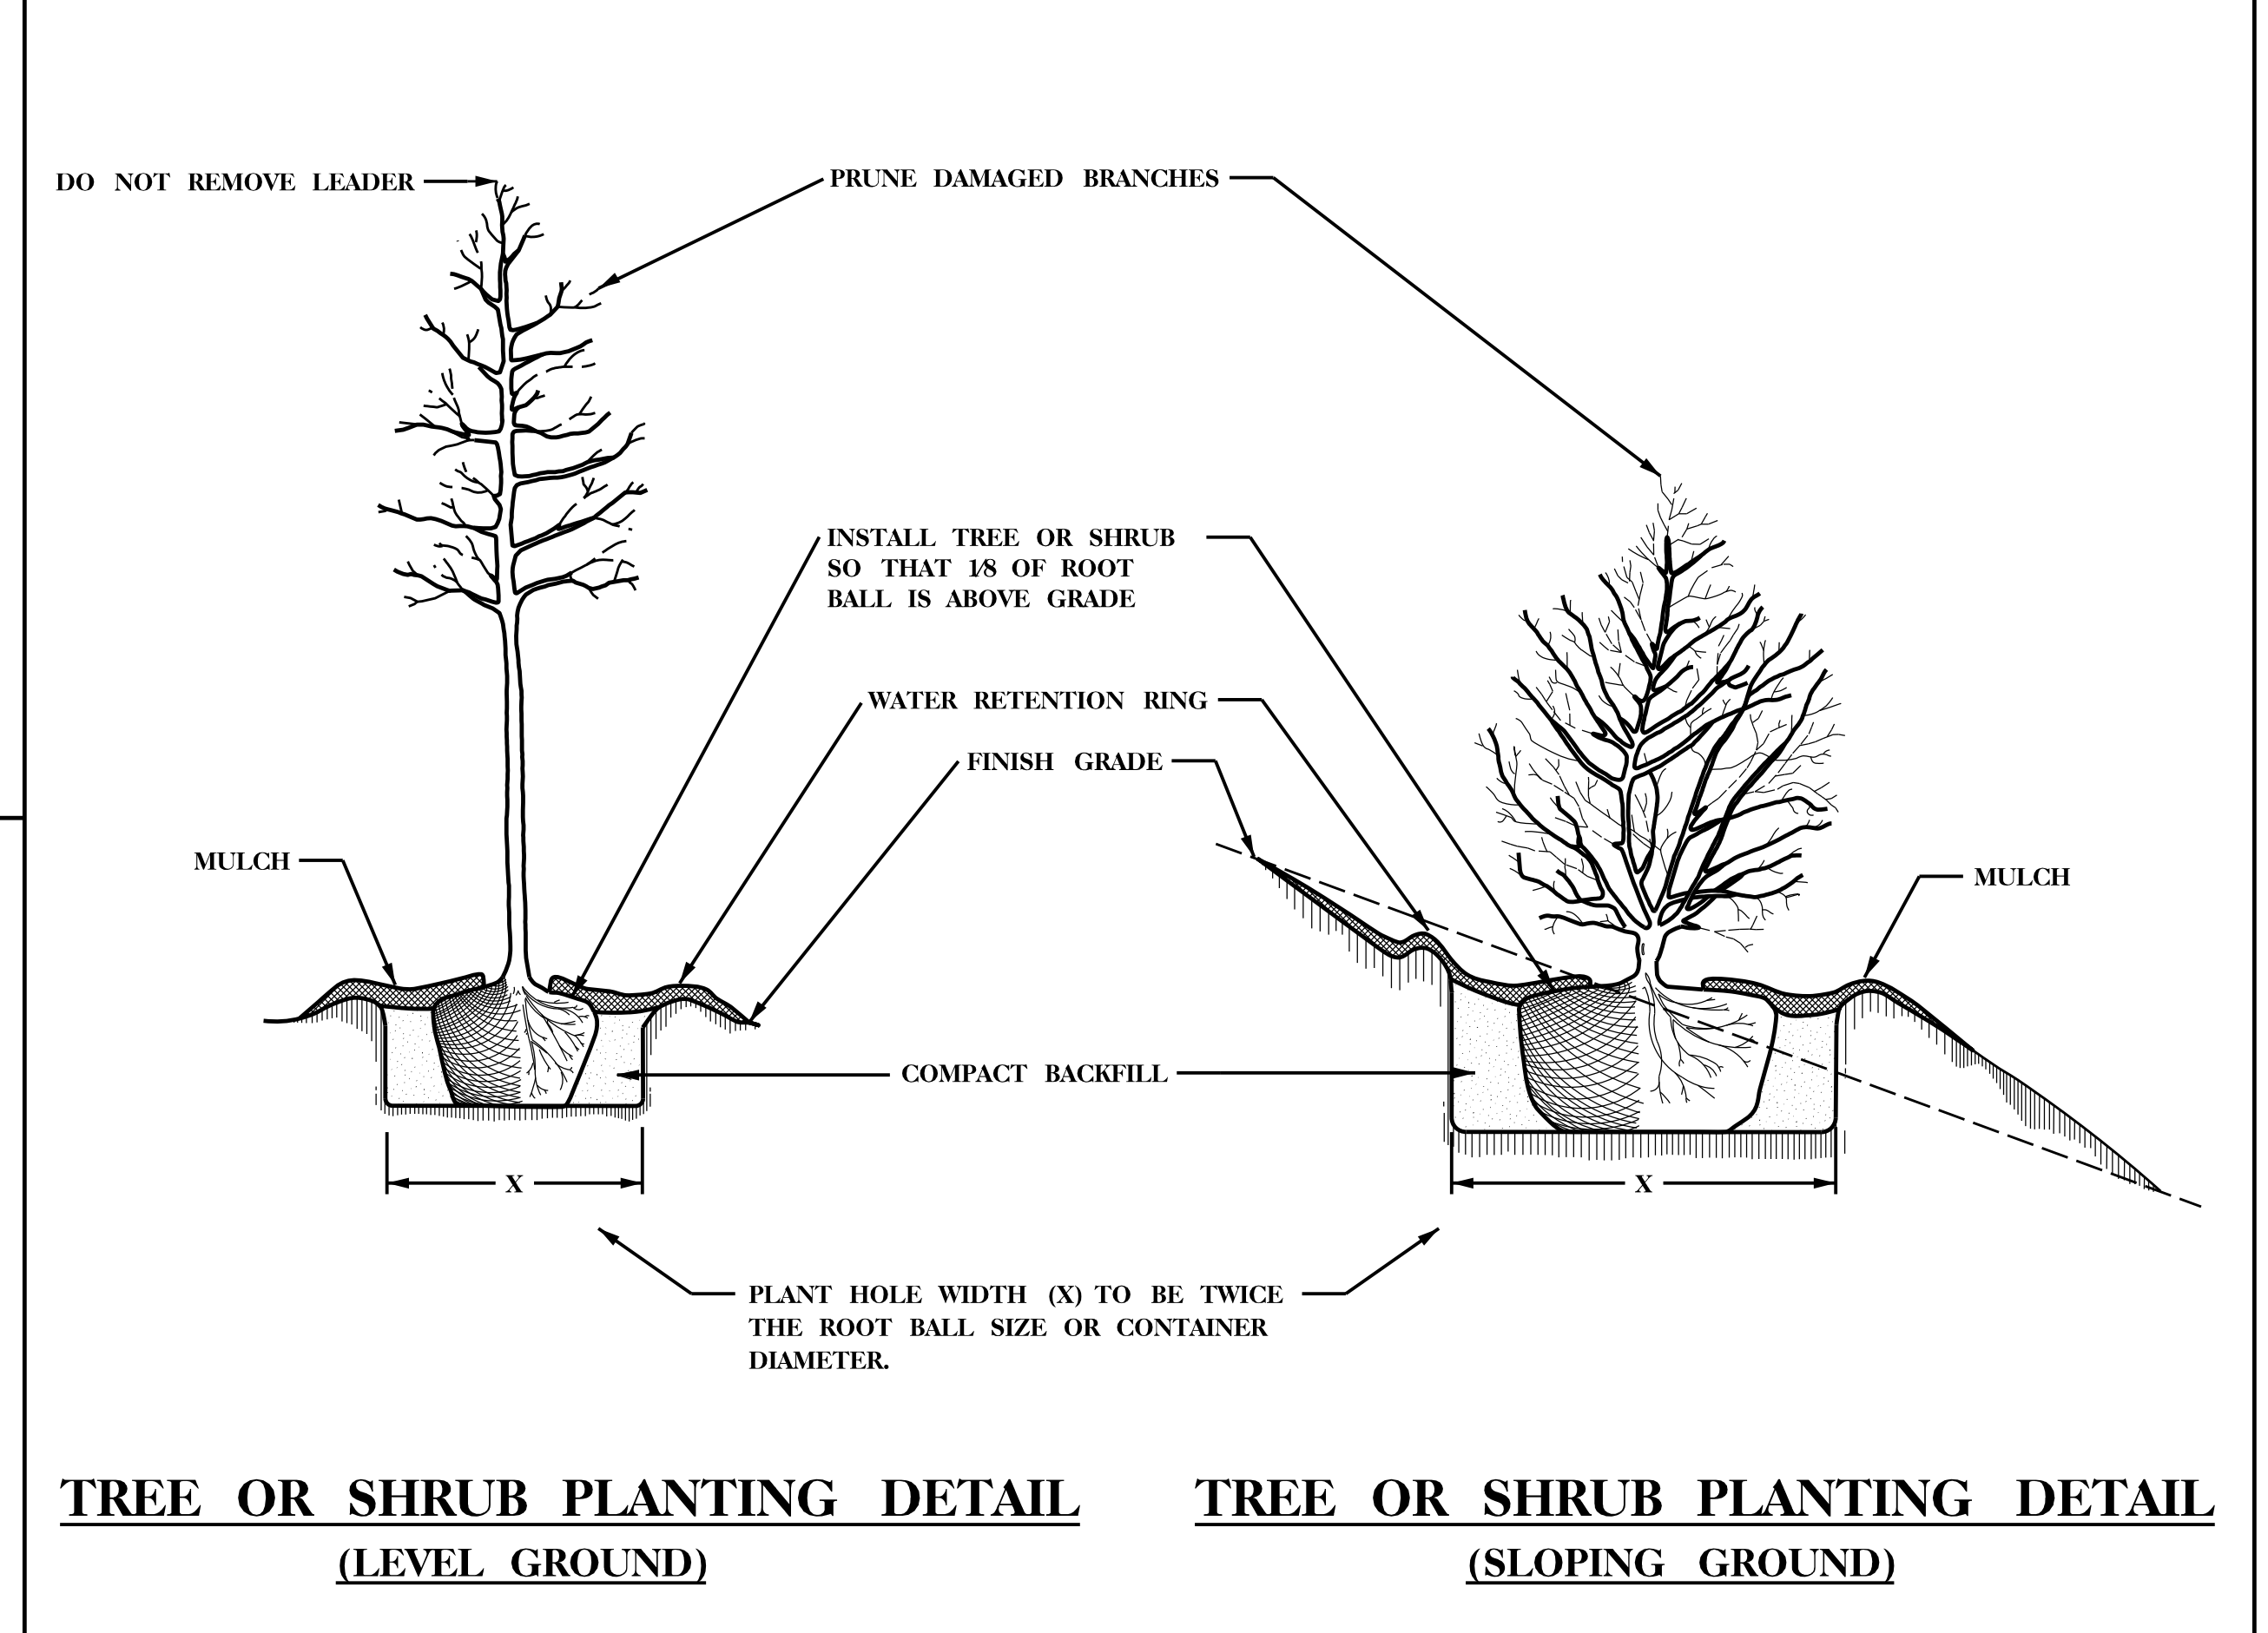 DO NOT REMOVE LEADER
PRUNE DAMAGED BRANCHES
INSTALL TREE OR SHRUB
SO THAT 1/8 OF ROOT
BALL IS ABOVE GRADE
WATER RETENTION RING
FINISH GRADE
MULCH
MULCH
COMPACT BACKFILL
X
X
PLANT HOLE WIDTH (X) TO BE TWICE
THE ROOT BALL SIZE OR CONTAINER
DIAMETER.
TREE OR SHRUB PLANTING DETAIL
(LEVEL GROUND)
TREE OR SHRUB PLANTING DETAIL
(SLOPING GROUND)